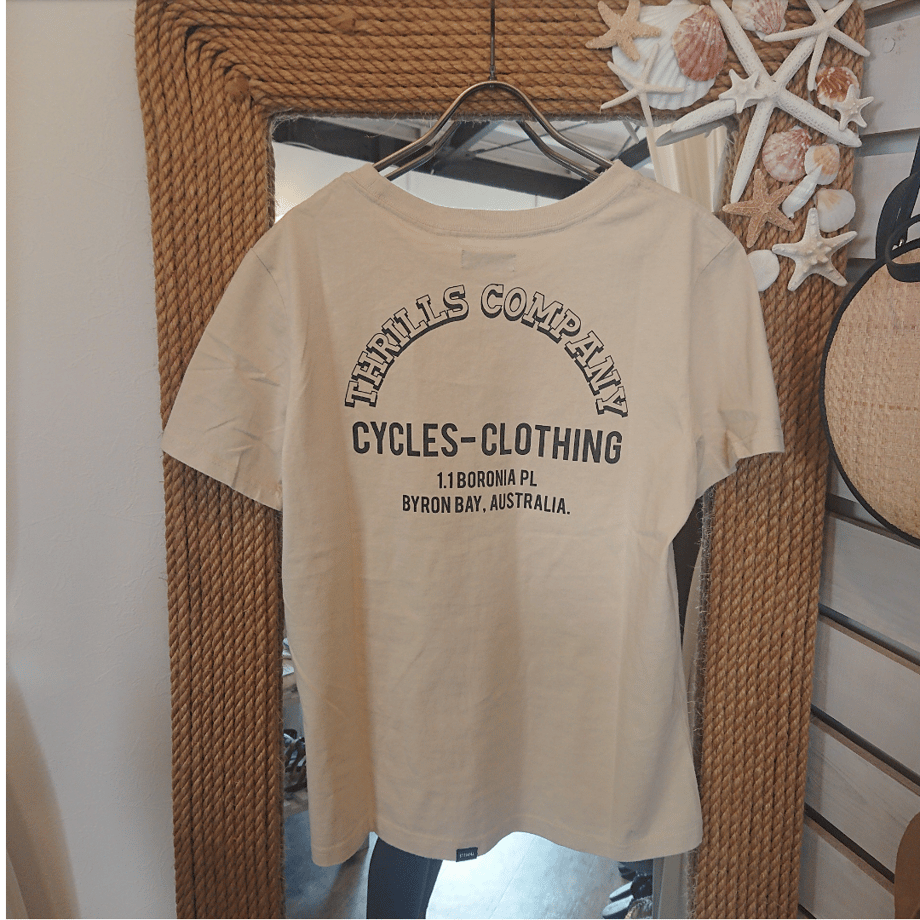 THRILLS COMPANY
CYCLES-CLOTHING
1.1 BORONIA PL
BYRON BAY, AUSTRALIA.